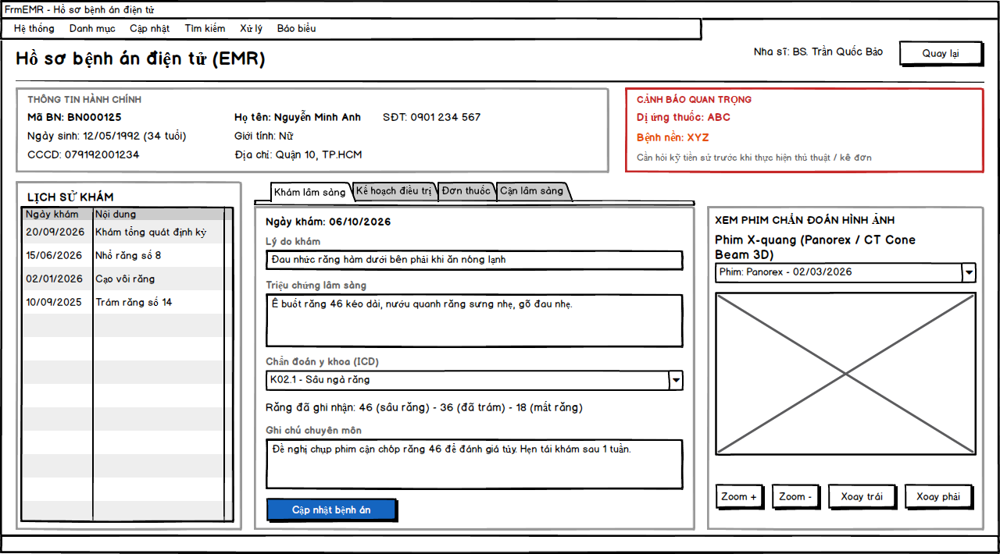 FrmEMR - Hồ sơ bệnh án điện tử
Hệ thống Danh mục Cập nhật Tìm kiếm Xử lý Báo biểu
Hồ sơ bệnh án điện tử (EMR)
Nha sĩ: BS. Trần Quốc Bảo
Quay lại
THÔNG TIN HÀNH CHÍNH
Mã BN: BN000125 Họ tên: Nguyễn Minh Anh SĐT: 0901 234 567
Ngày sinh: 12/05/1992 (34 tuổi) Giới tính: Nữ
CCCD: 079192001234 Địa chỉ: Quận 10, TP.HCM
CẢNH BÁO QUAN TRỌNG
Dị ứng thuốc: ABC
Bệnh nền: XYZ
Cần hỏi kỹ tiền sử trước khi thực hiện thủ thuật / kê đơn
LỊCH SỬ KHÁM
Ngày khám Nội dung
20/09/2026 Khám tổng quát định kỳ
15/06/2026 Nhổ răng số 8
02/01/2026 Cạo vôi răng
10/09/2025 Trám răng số 14
Khám lâm sàng Kế hoạch điều trị Đơn thuốc Cận lâm sàng
Ngày khám: 06/10/2026
Lý do khám
Đau nhức răng hàm dưới bên phải khi ăn nóng lạnh
Triệu chứng lâm sàng
Ê buốt răng 46 kéo dài, nướu quanh răng sưng nhẹ, gõ đau nhẹ.
Chẩn đoán y khoa (ICD)
K02.1 - Sâu ngà răng
Răng đã ghi nhận: 46 (sâu răng) - 36 (đã trám) - 18 (mất răng)
Ghi chú chuyên môn
Đề nghị chụp phim cận chóp răng 46 để đánh giá tủy. Hẹn tái khám sau 1 tuần.
Cập nhật bệnh án
XEM PHIM CHẨN ĐOÁN HÌNH ẢNH
Phim X-quang (Panorex / CT Cone
Beam 3D)
Phim: Panorex - 02/03/2026
Zoom + Zoom - Xoay trái Xoay phải